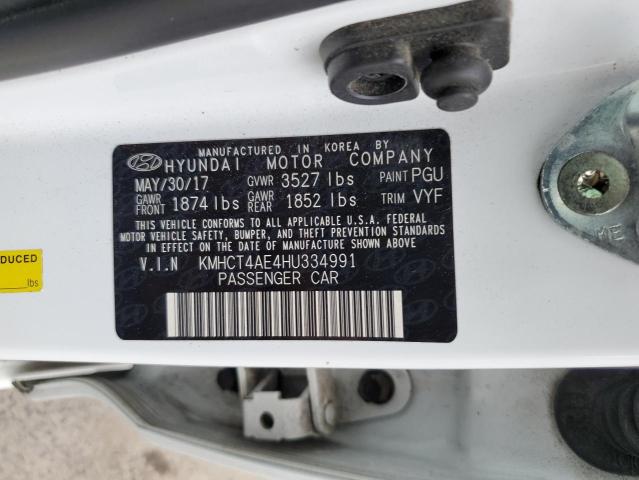 MANUFACTURED IN KOREA BY
HYUNDAI MOTOR COMPANY
MAY/30/17 GVWR 3527 lbs PAINT PGU
GAWR FRONT 1874 lbs GAWR REAR 1852 lbs TRIM VYF
THIS VEHICLE CONFORMS TO ALL APPLICABLE U.S.A. FEDERAL
MOTOR VEHICLE SAFETY, BUMPER, AND THEFT PREVENTION STANDARDS
IN EFFECT ON THE DATE OF MANUFACTURE SHOWN ABOVE.
V.I.N KMHCT4AE4HU334991
PASSENGER CAR
DUCED
lbs
ME